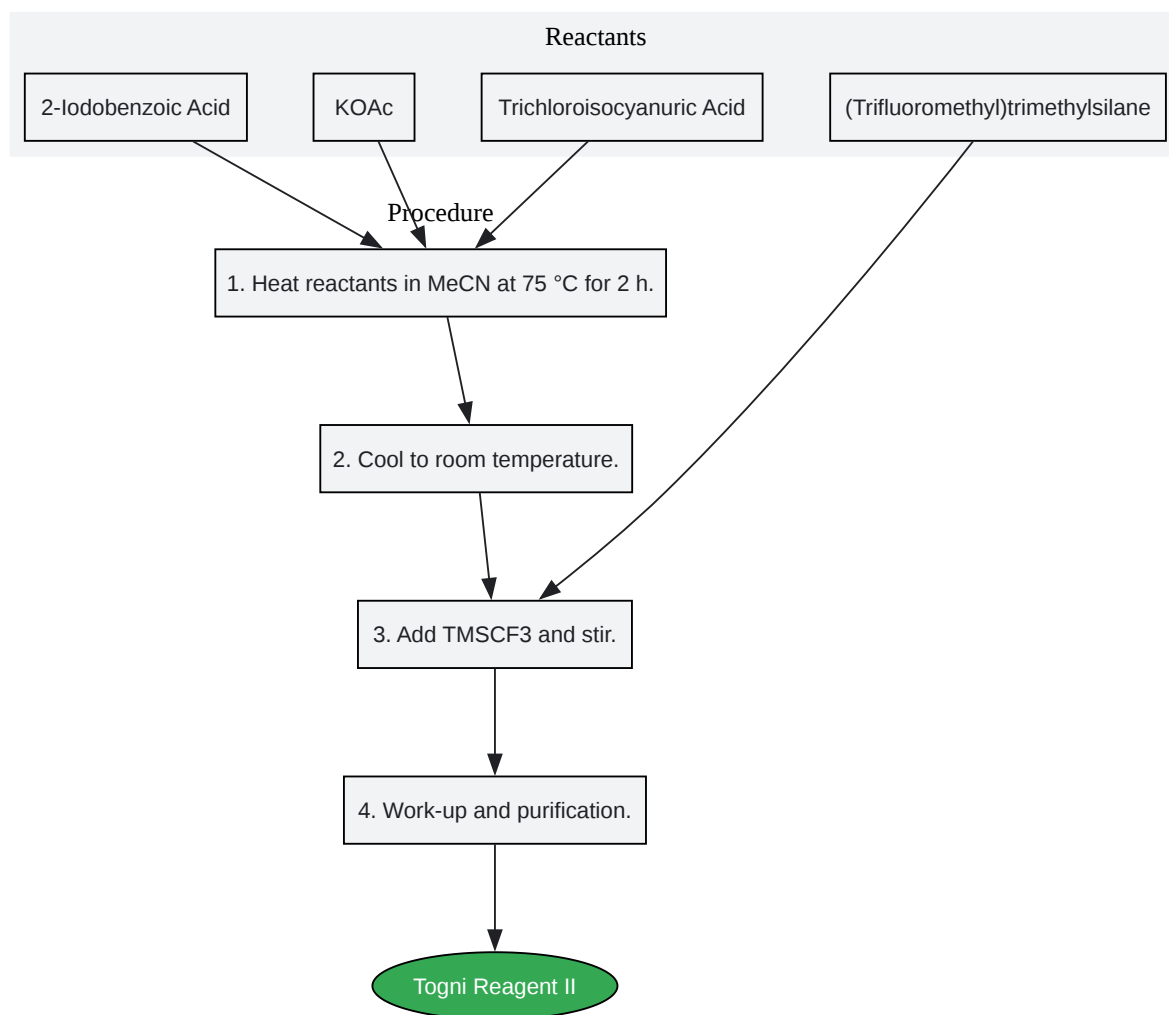 Reactants
2-Iodobenzoic Acid
KOAc
Trichloroisocyanuric Acid
(Trifluoromethyl)trimethylsilane
Procedure
1. Heat reactants in MeCN at 75 °C for 2 h.
2. Cool to room temperature.
3. Add TMSCF3 and stir.
4. Work-up and purification.
Togni Reagent II